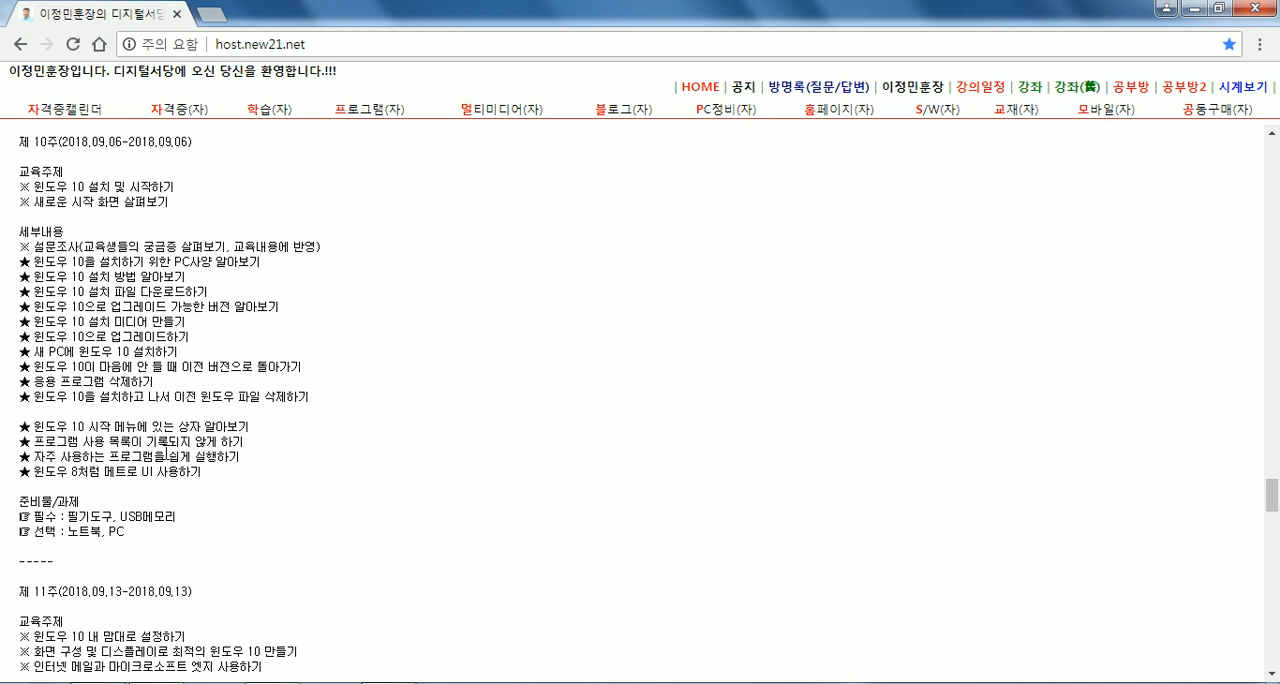 이정민훈장의 디지털서당
주의 요함 | host.new21.net
이정민훈장입니다. 디지털서당에 오신 당신을 환영합니다.!!!
| HOME | 공지 | 방명록(질문/답변) | 이정민훈장 | 강의일정 | 강좌 | 강좌(舊) | 공부방 | 공부방2 | 시계보기 |
자격증캘린더 자격증(자) 학습(자) 프로그램(자) 멀티미디어(자) 블로그(자) PC정비(자) 홈페이지(자) S/W(자) 교재(자) 모바일(자) 공동구매(자)
제 10주(2018.09.06-2018.09.06)
교육주제
※ 윈도우 10 설치 및 시작하기
※ 새로운 시작 화면 살펴보기
세부내용
※ 설문조사(교육생들의 궁금증 살펴보기, 교육내용에 반영)
★ 윈도우 10을 설치하기 위한 PC사양 알아보기
★ 윈도우 10 설치 방법 알아보기
★ 윈도우 10 설치 파일 다운로드하기
★ 윈도우 10으로 업그레이드 가능한 버전 알아보기
★ 윈도우 10 설치 미디어 만들기
★ 윈도우 10으로 업그레이드하기
★ 새 PC에 윈도우 10 설치하기
★ 윈도우 10이 마음에 안 들 때 이전 버전으로 돌아가기
★ 응용 프로그램 삭제하기
★ 윈도우 10을 설치하고 나서 이전 윈도우 파일 삭제하기
★ 윈도우 10 시작 메뉴에 있는 상자 알아보기
★ 프로그램 사용 목록이 기록되지 않게 하기
★ 자주 사용하는 프로그램을 쉽게 실행하기
★ 윈도우 8처럼 메트로 UI 사용하기
준비물/과제
☞ 필수 : 필기도구, USB메모리
☞ 선택 : 노트북, PC
-----
제 11주(2018.09.13-2018.09.13)
교육주제
※ 윈도우 10 내 맘대로 설정하기
※ 화면 구성 및 디스플레이로 최적의 윈도우 10 만들기
※ 인터넷 메일과 마이크로소프트 엣지 사용하기